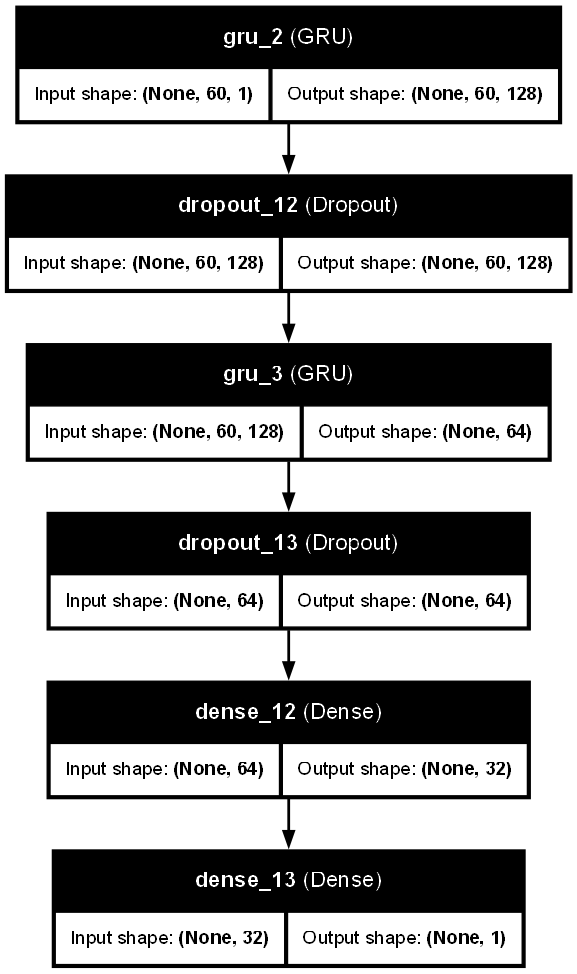 gru_2 (GRU)
Input shape: (None, 60, 1) Output shape: (None, 60, 128)
dropout_12 (Dropout)
Input shape: (None, 60, 128) Output shape: (None, 60, 128)
gru_3 (GRU)
Input shape: (None, 60, 128) Output shape: (None, 64)
dropout_13 (Dropout)
Input shape: (None, 64) Output shape: (None, 64)
dense_12 (Dense)
Input shape: (None, 64) Output shape: (None, 32)
dense_13 (Dense)
Input shape: (None, 32) Output shape: (None, 1)